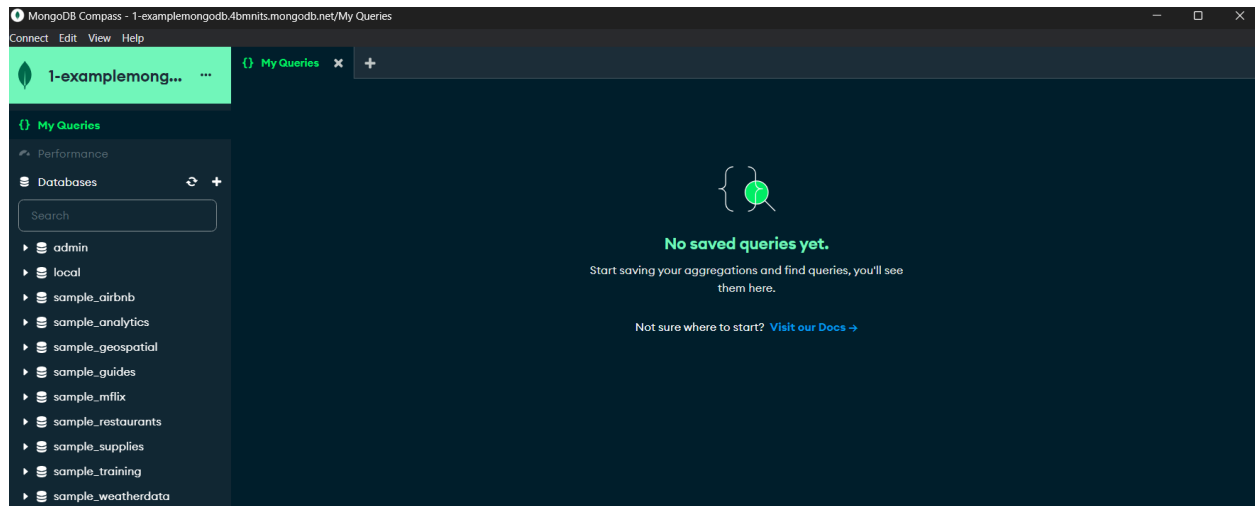 MongoDB Compass - 1-examplemongodb.4bmnits.mongodb.net/My Queries
Connect Edit View Help
1-examplemong... ...
{} My Queries
{} My Queries
Performance
Databases
Search
admin
local
sample_airbnb
sample_analytics
sample_geospatial
sample_guides
sample_mflix
sample_restaurants
sample_supplies
sample_training
sample_weatherdata
No saved queries yet.
Start saving your aggregations and find queries, you'll see
them here.
Not sure where to start? Visit our Docs →